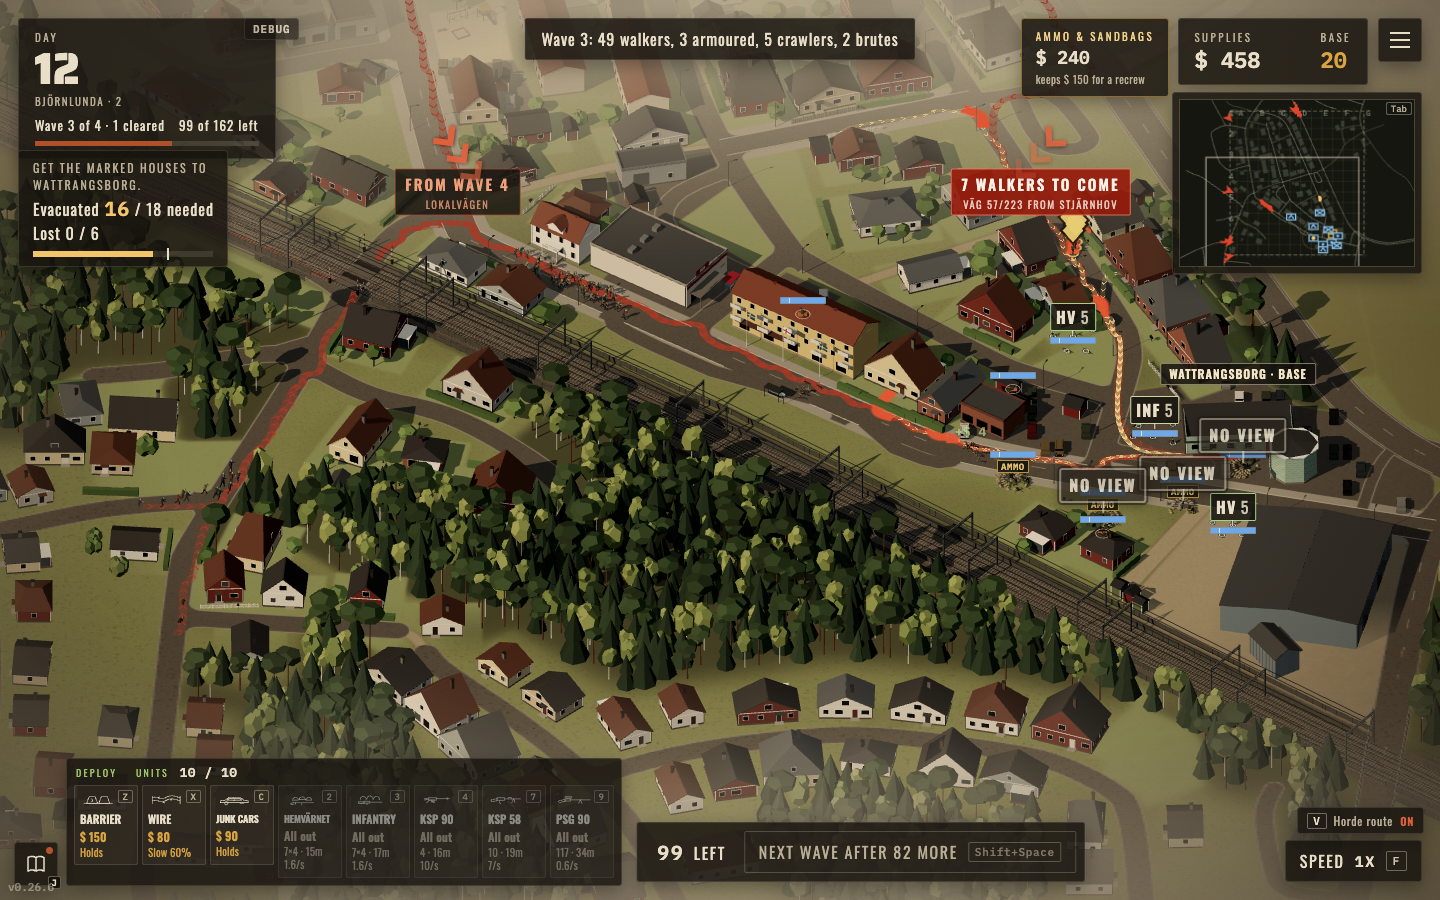 DAY
DEBUG
12
BJÖRNLUNDA · 2
Wave 3 of 4 · 1 cleared 99 of 162 left
GET THE MARKED HOUSES TO
WATTRANGSBORG.
Evacuated 16 / 18 needed
Lost 0 / 6
Wave 3: 49 walkers, 3 armoured, 5 crawlers, 2 brutes
AMMO & SANDBAGS
$ 240
keeps $ 150 for a recrew
SUPPLIES BASE
$ 458 20
Tab
FROM WAVE 4
LOKALVÄGEN
7 WALKERS TO COME
VÄG 57/223 FROM STJÄRNHOV
HV 5
WATTRANGSBORG · BASE
INF 5
NO VIEW
AMMO
NO VIEW
NO VIEW
AMMO
AMMO
HV 5
DEPLOY UNITS 10 / 10
Z
BARRIER
$ 150
Holds
X
WIRE
$ 80
Slow 60%
C
JUNK CARS
$ 90
Holds
2
HEMVÄRNET
All out
7×4 · 15m
1.6/s
3
INFANTRY
All out
7×4 · 17m
1.6/s
4
KSP 90
All out
4 · 16m
10/s
7
KSP 58
All out
10 · 19m
7/s
9
PSG 90
All out
117 · 34m
0.6/s
99 LEFT
NEXT WAVE AFTER 82 MORE Shift+Space
V Horde route ON
SPEED 1X F
J
v0.26.0